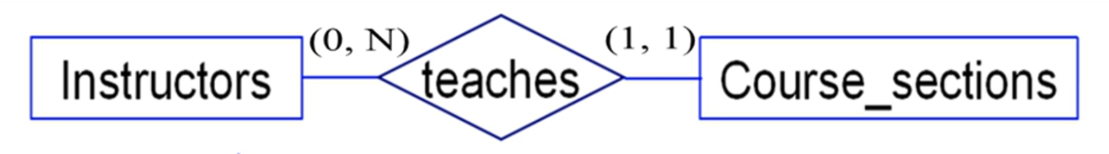 Instructors (0, N) teaches (1, 1) Course_sections